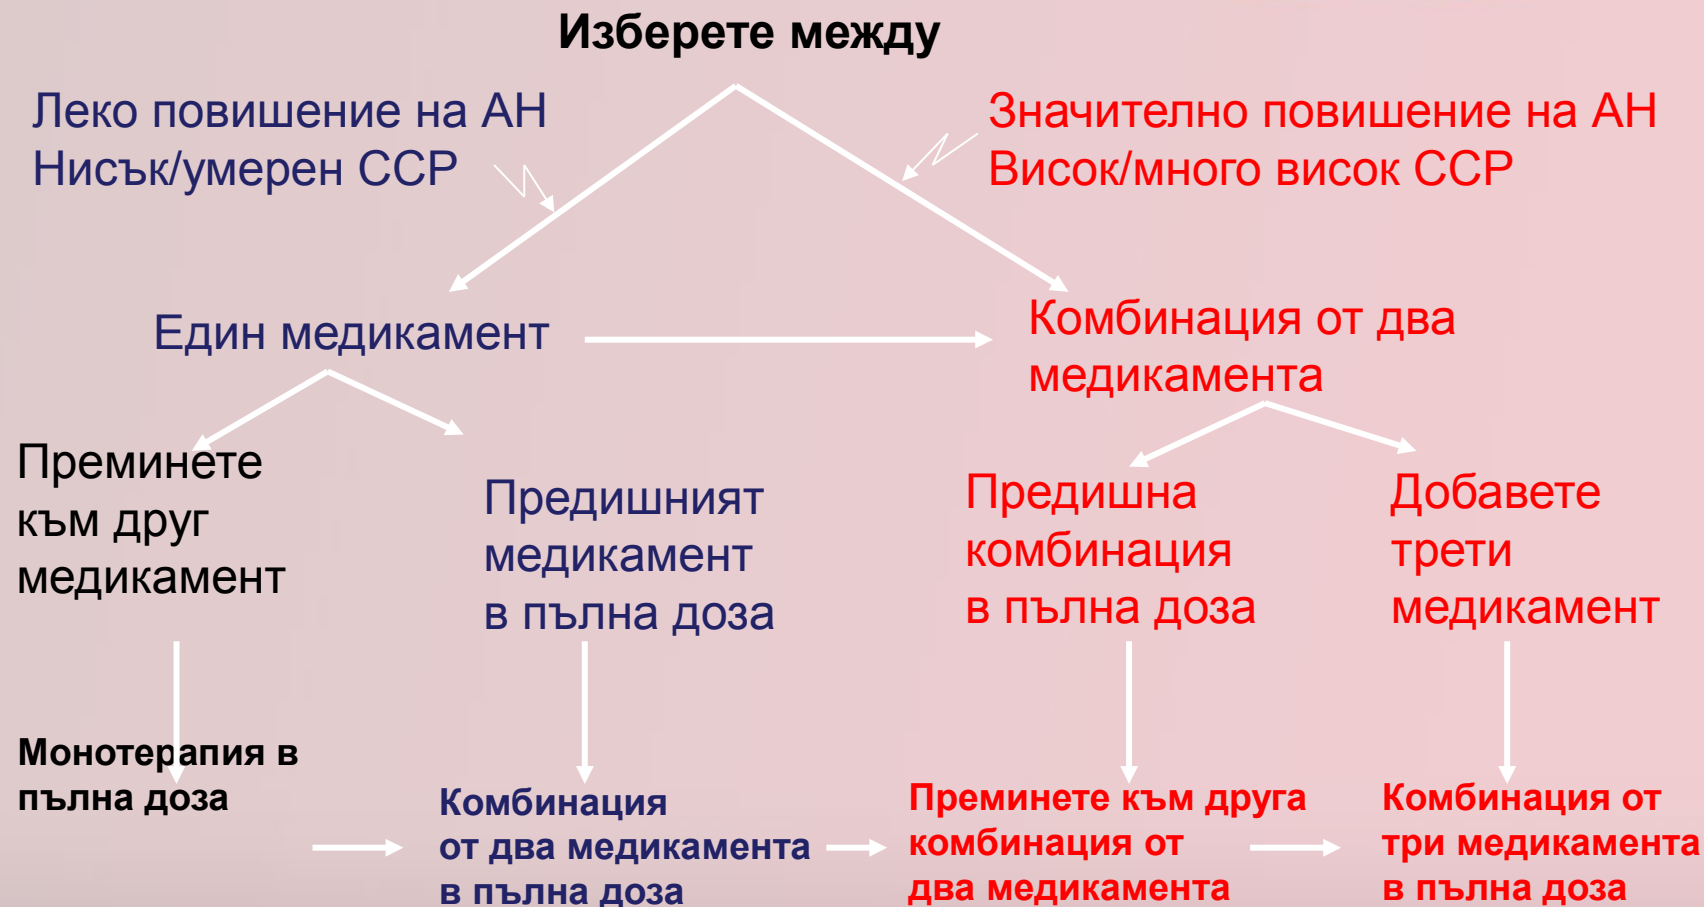 Изберете между
Леко повишение на АН
Нисък/умерен ССР
Значително повишение на АН
Висок/много висок ССР
Един медикамент
Комбинация от два
медикамента
Преминете
към друг
медикамент
Предишният
медикамент
в пълна доза
Предишна
комбинация
в пълна доза
Добавете
трети
медикамент
Монотерапия в
пълна доза
Комбинация
от два медикамента
в пълна доза
Преминете към друга
комбинация от
два медикамента
Комбинация от
три медикамента
в пълна доза